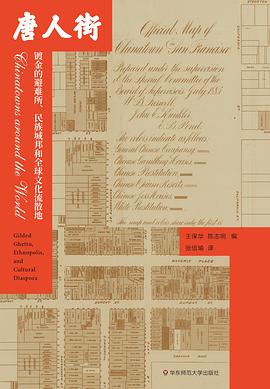 唐人街
镀金的避难所、民族城邦和全球文化流散地
Chinatowns around the World
Gilded
Ghetto,
Ethnopolis,
and
Cultural
Diaspora
Official Map of
Chinatown San Francisco
Prepared under the supervision
of the Special Committee of the
Board of Supervisors July 1885
W. B. Farwell
John E. Kunkler
E. B. Pond
The colors indicate as follows,
General Chinese Occupancy
Chinese Gambling Houses
Chinese Prostitution
Chinese Opium Resorts
Chinese Joss Houses
White Prostitution
王保华 陈志明 编
张倍瑜 译
华东师范大学出版社